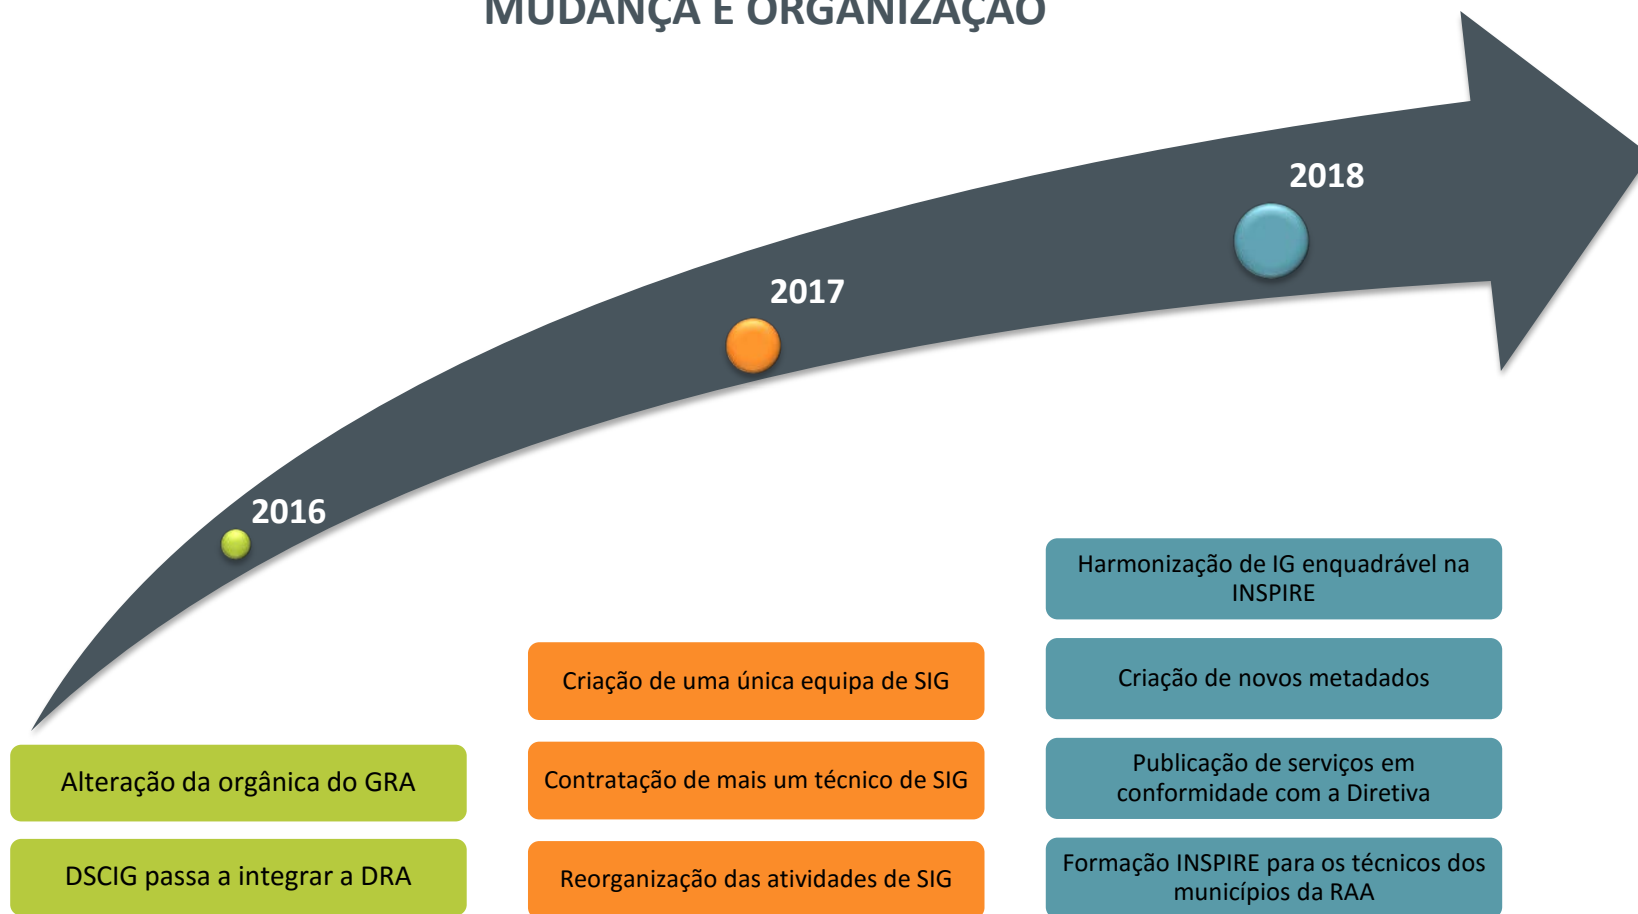 MUDANÇA E ORGANIZAÇÃO
2018
2017
2016
Alteração da orgânica do GRA
DSCIG passa a integrar a DRA
Criação de uma única equipa de SIG
Contratação de mais um técnico de SIG
Reorganização das atividades de SIG
Harmonização de IG enquadrável na
INSPIRE
Criação de novos metadados
Publicação de serviços em
conformidade com a Diretiva
Formação INSPIRE para os técnicos dos
municípios da RAA